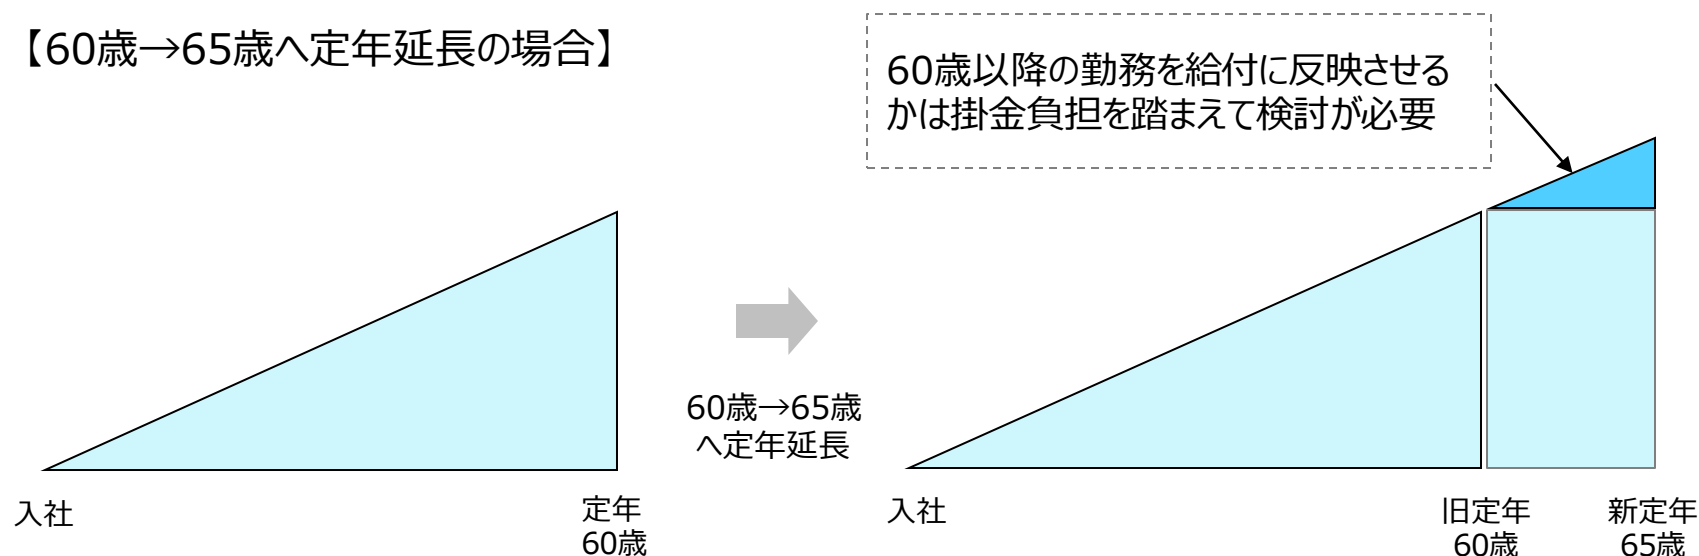 【60歳→65歳へ定年延長の場合】
60歳以降の勤務を給付に反映させる
かは掛金負担を踏まえて検討が必要
60歳→65歳
へ定年延長
入社
定年
60歳
入社
旧定年
60歳
新定年
65歳